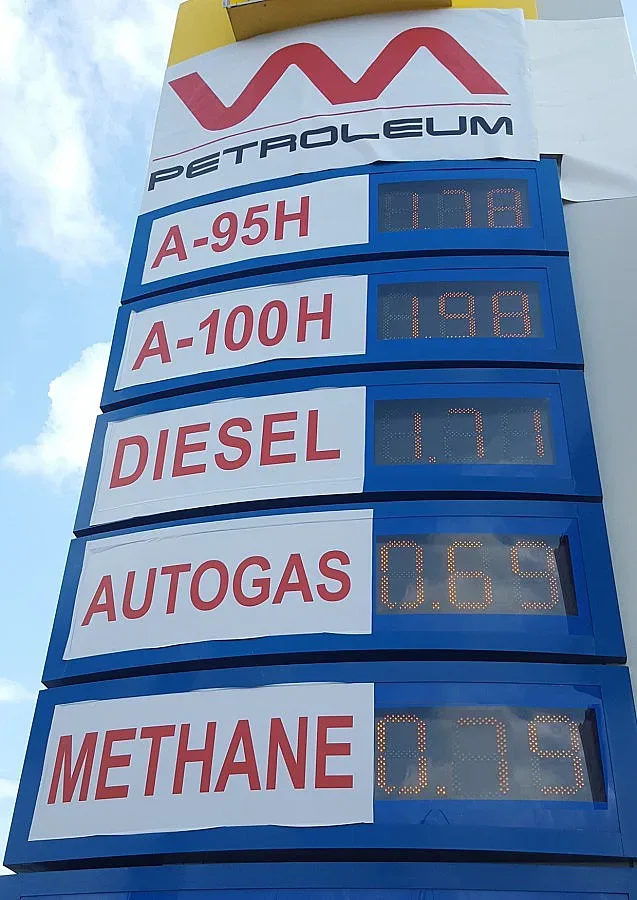 PETROLEUM
A-95H 1.78
A-100H 1.98
DIESEL 1.71
AUTOGAS 0.69
METHANE 0.79